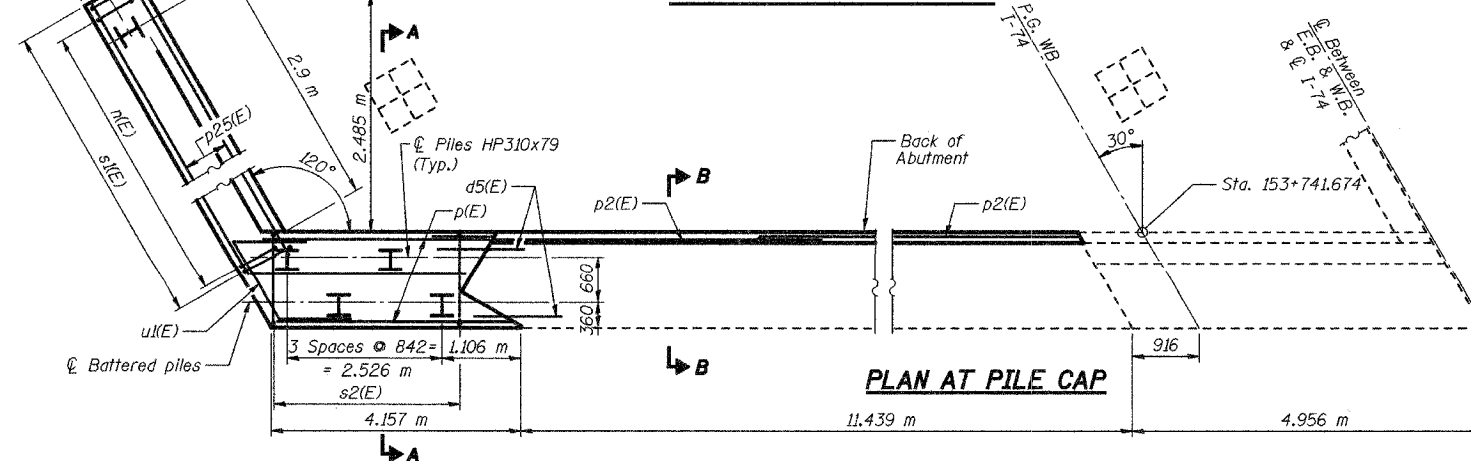 A
P.G. WB
I-74
℄ Between
E.B. & W.B.
& ℄ I-74
2.9 m
2.485 m
n(E)
s1(E)
p25(E)
120°
℄ Piles HP310x79
(Typ.)
d5(E)
p(E)
B
p2(E)
Back of
Abutment
p2(E)
30°
Sta. 153+741.674
660
360
u1(E)
℄ Battered piles
3 Spaces @ 842=
= 2.526 m
1.106 m
s2(E)
4.157 m
A
B
PLAN AT PILE CAP
916
11.439 m
4.956 m